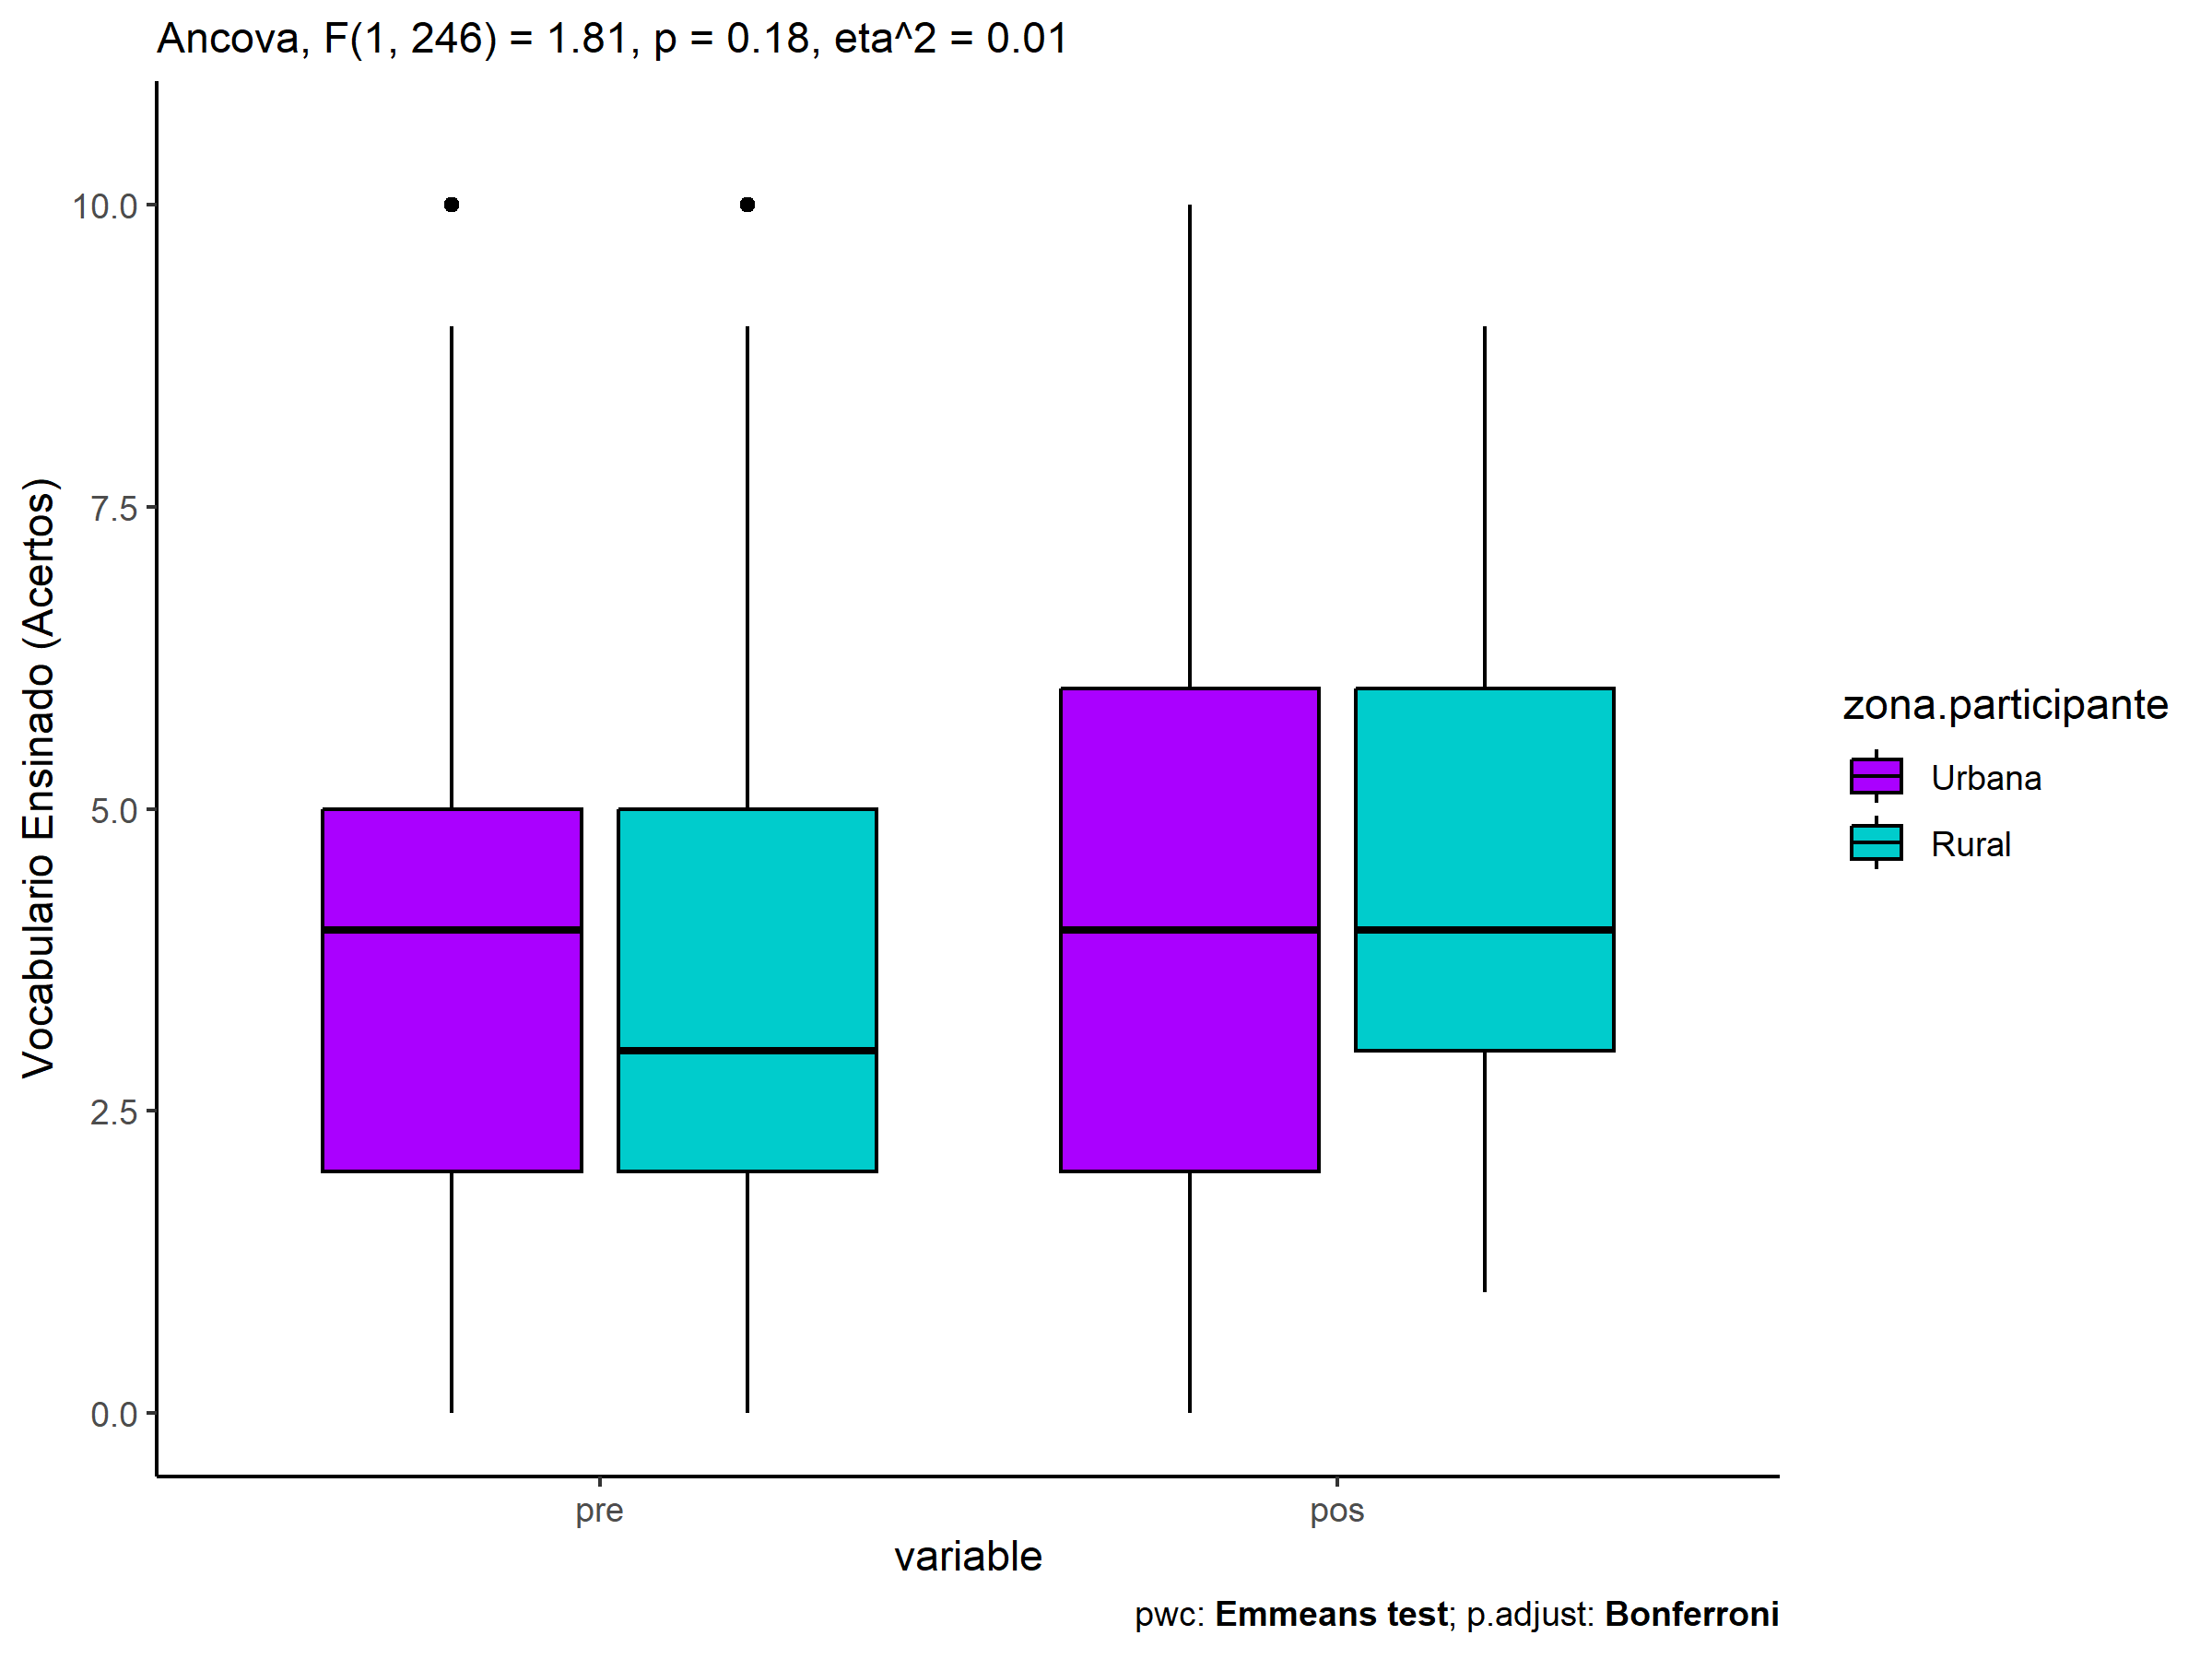 Ancova, F(1, 246) = 1.81, p = 0.18, eta^2 = 0.01
Vocabulario Ensinado (Acertos)
10.0
7.5
5.0
2.5
0.0
pre
pos
variable
zona.participante
Urbana
Rural
pwc: Emmeans test; p.adjust: Bonferroni